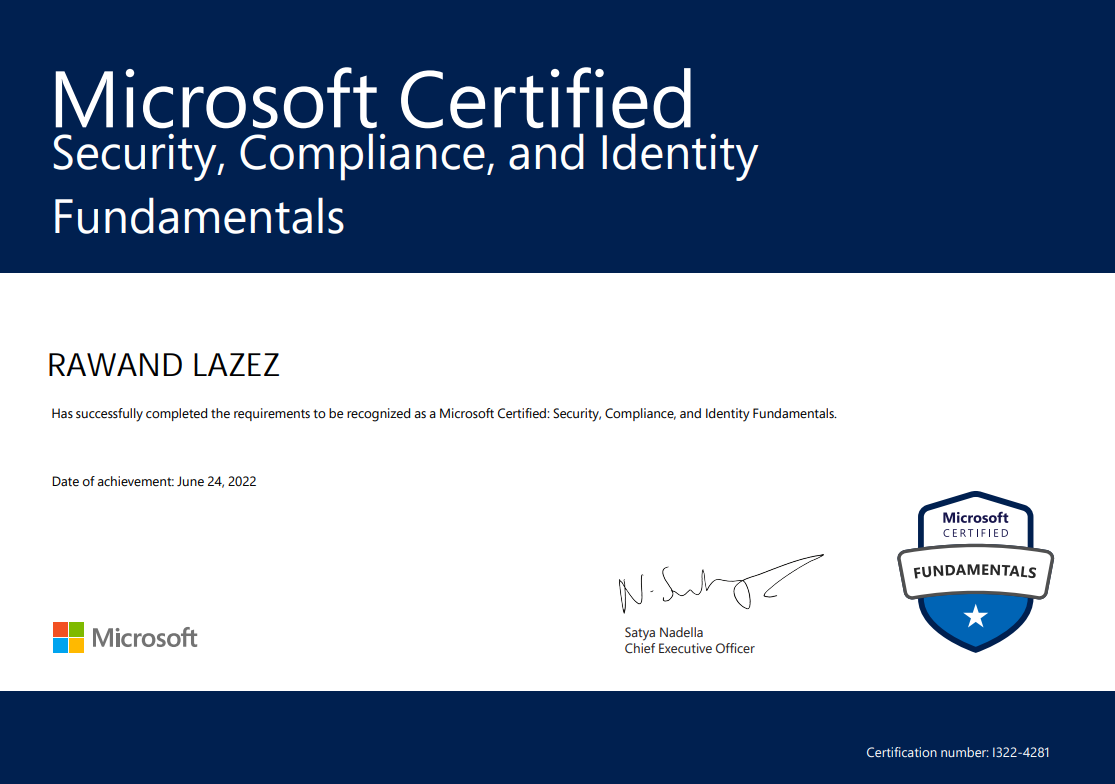 Microsoft Certified
Security, Compliance, and Identity
Fundamentals
RAWAND LAZEZ
Has successfully completed the requirements to be recognized as a Microsoft Certified: Security, Compliance, and Identity Fundamentals.
Date of achievement: June 24, 2022
Microsoft
CERTIFIED
FUNDAMENTALS
Satya Nadella
Chief Executive Officer
Microsoft
Certification number: I322-4281